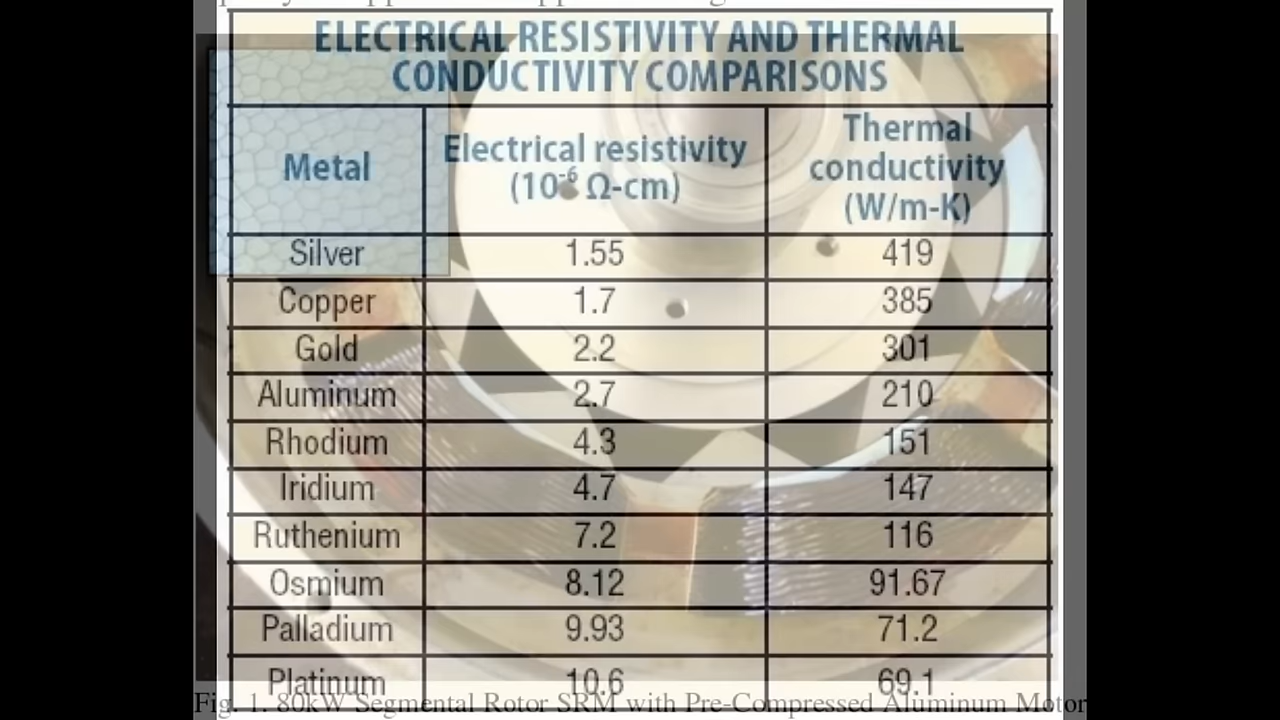 ELECTRICAL RESISTIVITY AND THERMAL
CONDUCTIVITY COMPARISONS
Metal
Electrical resistivity
(10⁻⁶ Ω-cm)
Thermal
conductivity
(W/m-K)
Silver 1.55 419
Copper 1.7 385
Gold 2.2 301
Aluminum 2.7 210
Rhodium 4.3 151
Iridium 4.7 147
Ruthenium 7.2 116
Osmium 8.12 91.67
Palladium 9.93 71.2
Platinum 10.6 69.1
Fig. 1. 80kW Segmental Rotor SRM with Pre-Compressed Aluminum Motor